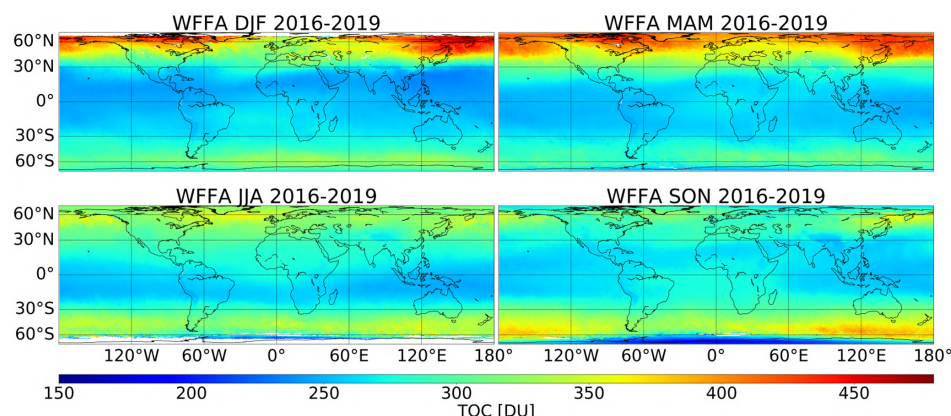 WFFA DJF 2016-2019
WFFA MAM 2016-2019
60°N
30°N
0°
30°S
60°S
WFFA JJA 2016-2019
WFFA SON 2016-2019
60°N
30°N
0°
30°S
60°S
120°W 60°W 0° 60°E 120°E 180°
120°W 60°W 0° 60°E 120°E 180°
150 200 250 300 350 400 450
TOC [DU]